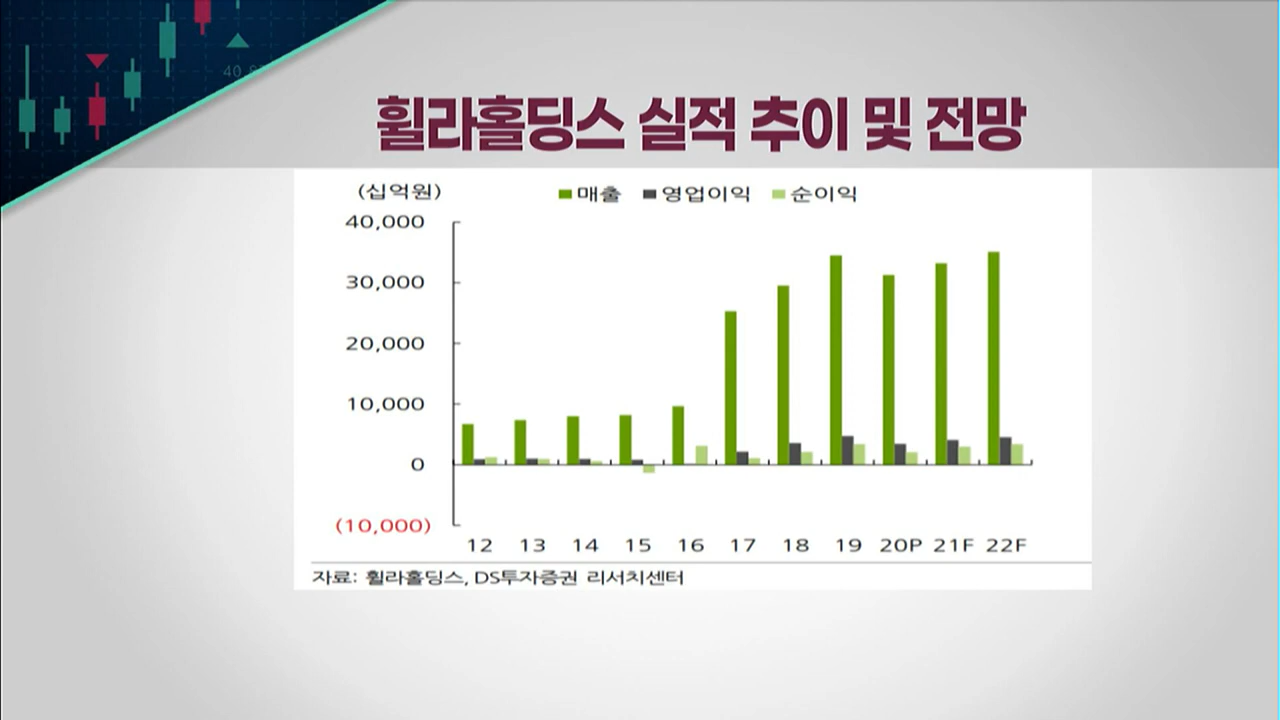 휠라홀딩스 실적 추이 및 전망
(십억원)
매출 영업이익 순이익
40,000
30,000
20,000
10,000
0
(10,000)
12 13 14 15 16 17 18 19 20P 21F 22F
자료: 휠라홀딩스, DS투자증권 리서치센터